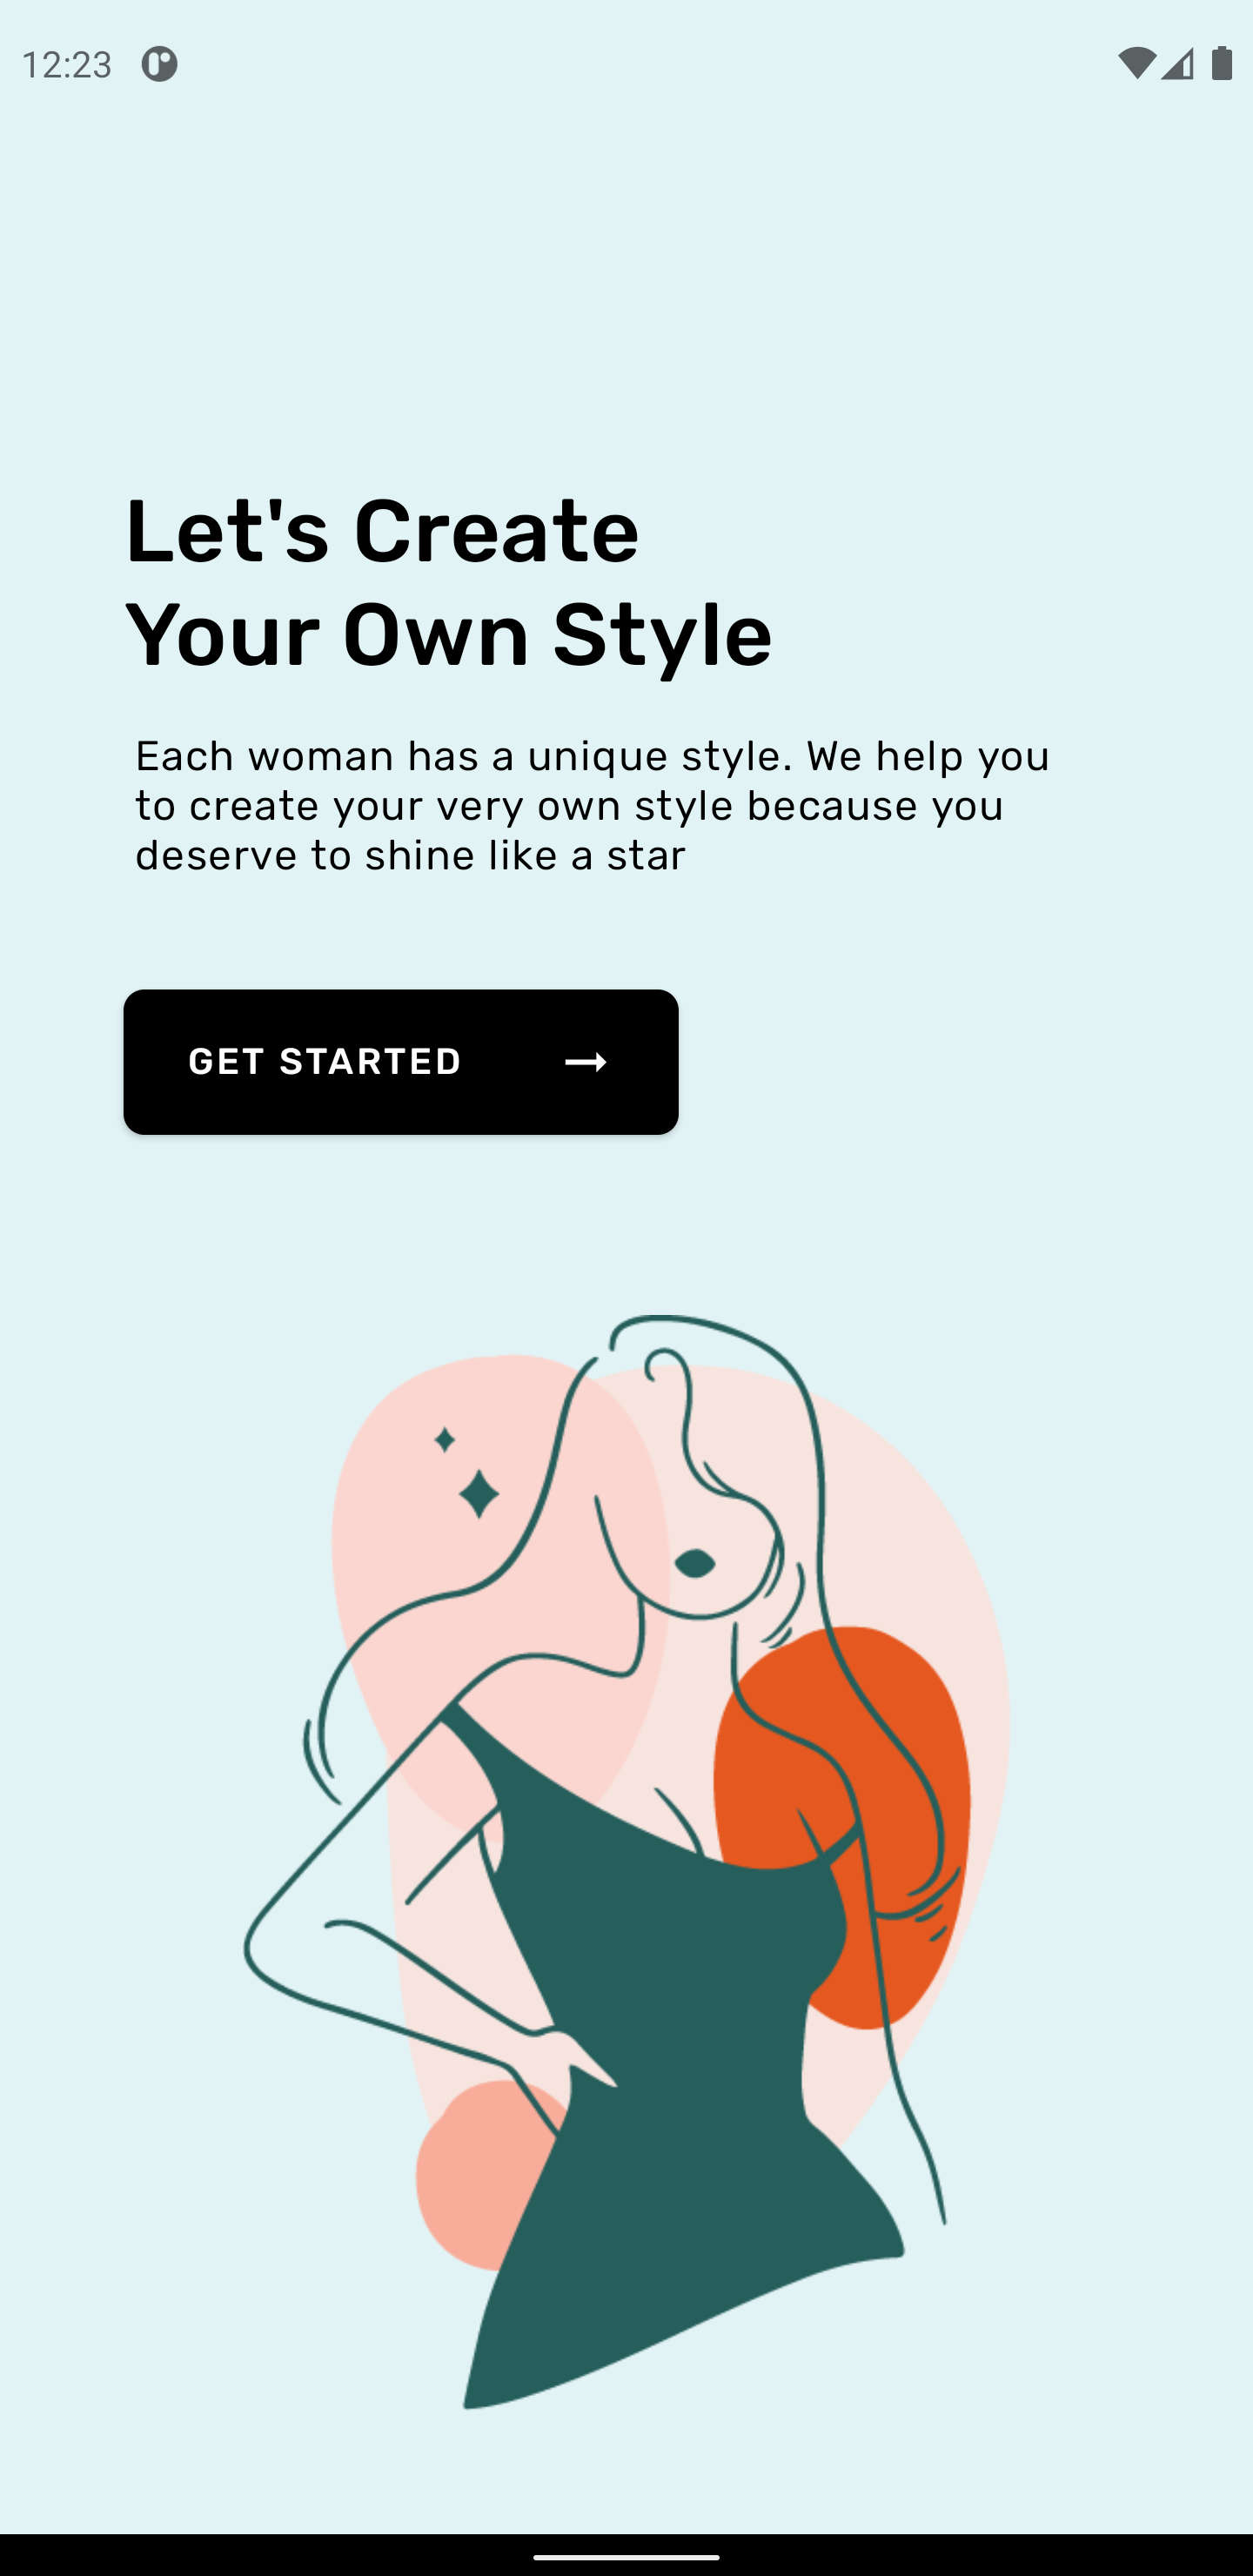 12:23
Let's Create
Your Own Style
Each woman has a unique style. We help you
to create your very own style because you
deserve to shine like a star
GET STARTED